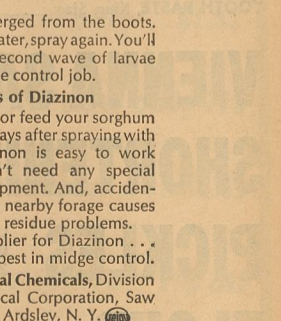 erged from the boots.
ater, spray again. You'll
econd wave of larvae
e control job.
s of Diazinon
or feed your sorghum
ays after spraying with
non is easy to work
't need any special
pment. And, acciden-
nearby forage causes
residue problems.
plier for Diazinon . . .
best in midge control.
al Chemicals, Division
cal Corporation, Saw
Ardsley, N. Y.